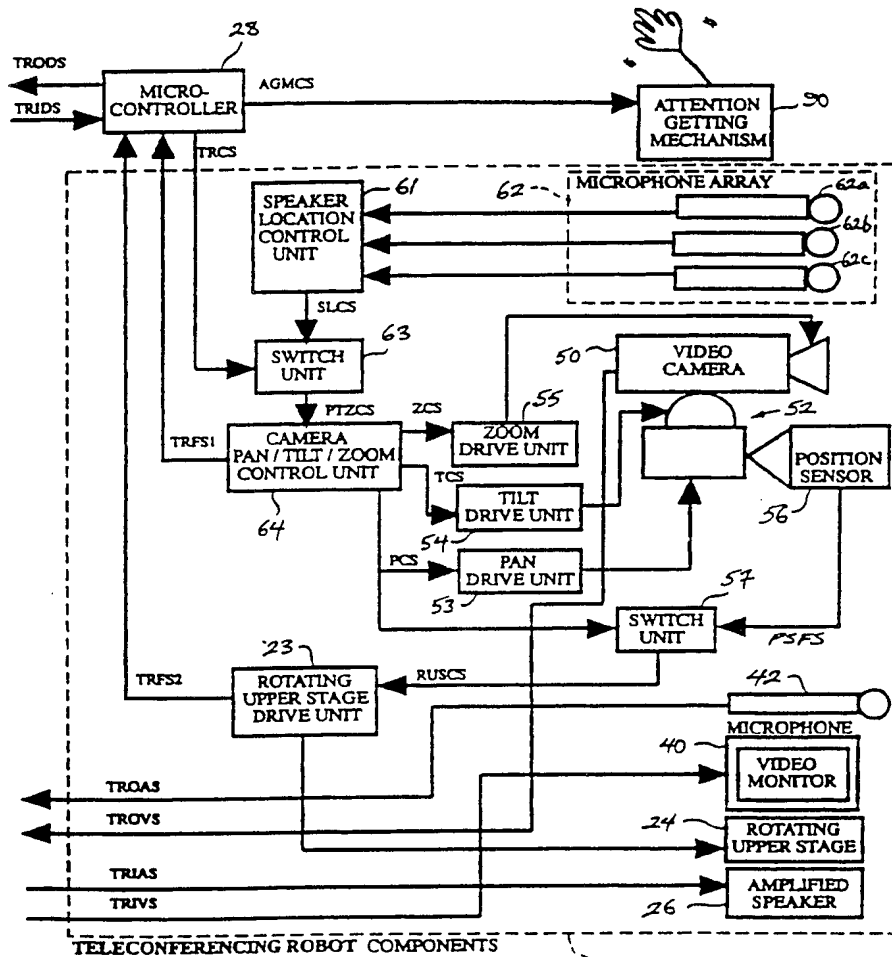 28
TRODS
TRIDS
MICRO-
CONTROLLER
AGMCS
ATTENTION
GETTING
MECHANISM
90
TRCS
61
SPEAKER
LOCATION
CONTROL
UNIT
62
MICROPHONE ARRAY
62a
62b
62c
SLCS
SWITCH
UNIT
63
50
VIDEO
CAMERA
PTZCS
ZCS
55
ZOOM
DRIVE UNIT
52
TRFS1
CAMERA
PAN / TILT / ZOOM
CONTROL UNIT
64
TCS
TILT
DRIVE UNIT
54
POSITION
SENSOR
56
PCS
PAN
DRIVE UNIT
53
57
SWITCH
UNIT
PSFS
23
TRFS2
ROTATING
UPPER STAGE
DRIVE UNIT
RUSCS
42
MICROPHONE
40
VIDEO
MONITOR
TROAS
TROVS
24
ROTATING
UPPER STAGE
TRIAS
TRIVS
26
AMPLIFIED
SPEAKER
TELECONFERENCING ROBOT COMPONENTS